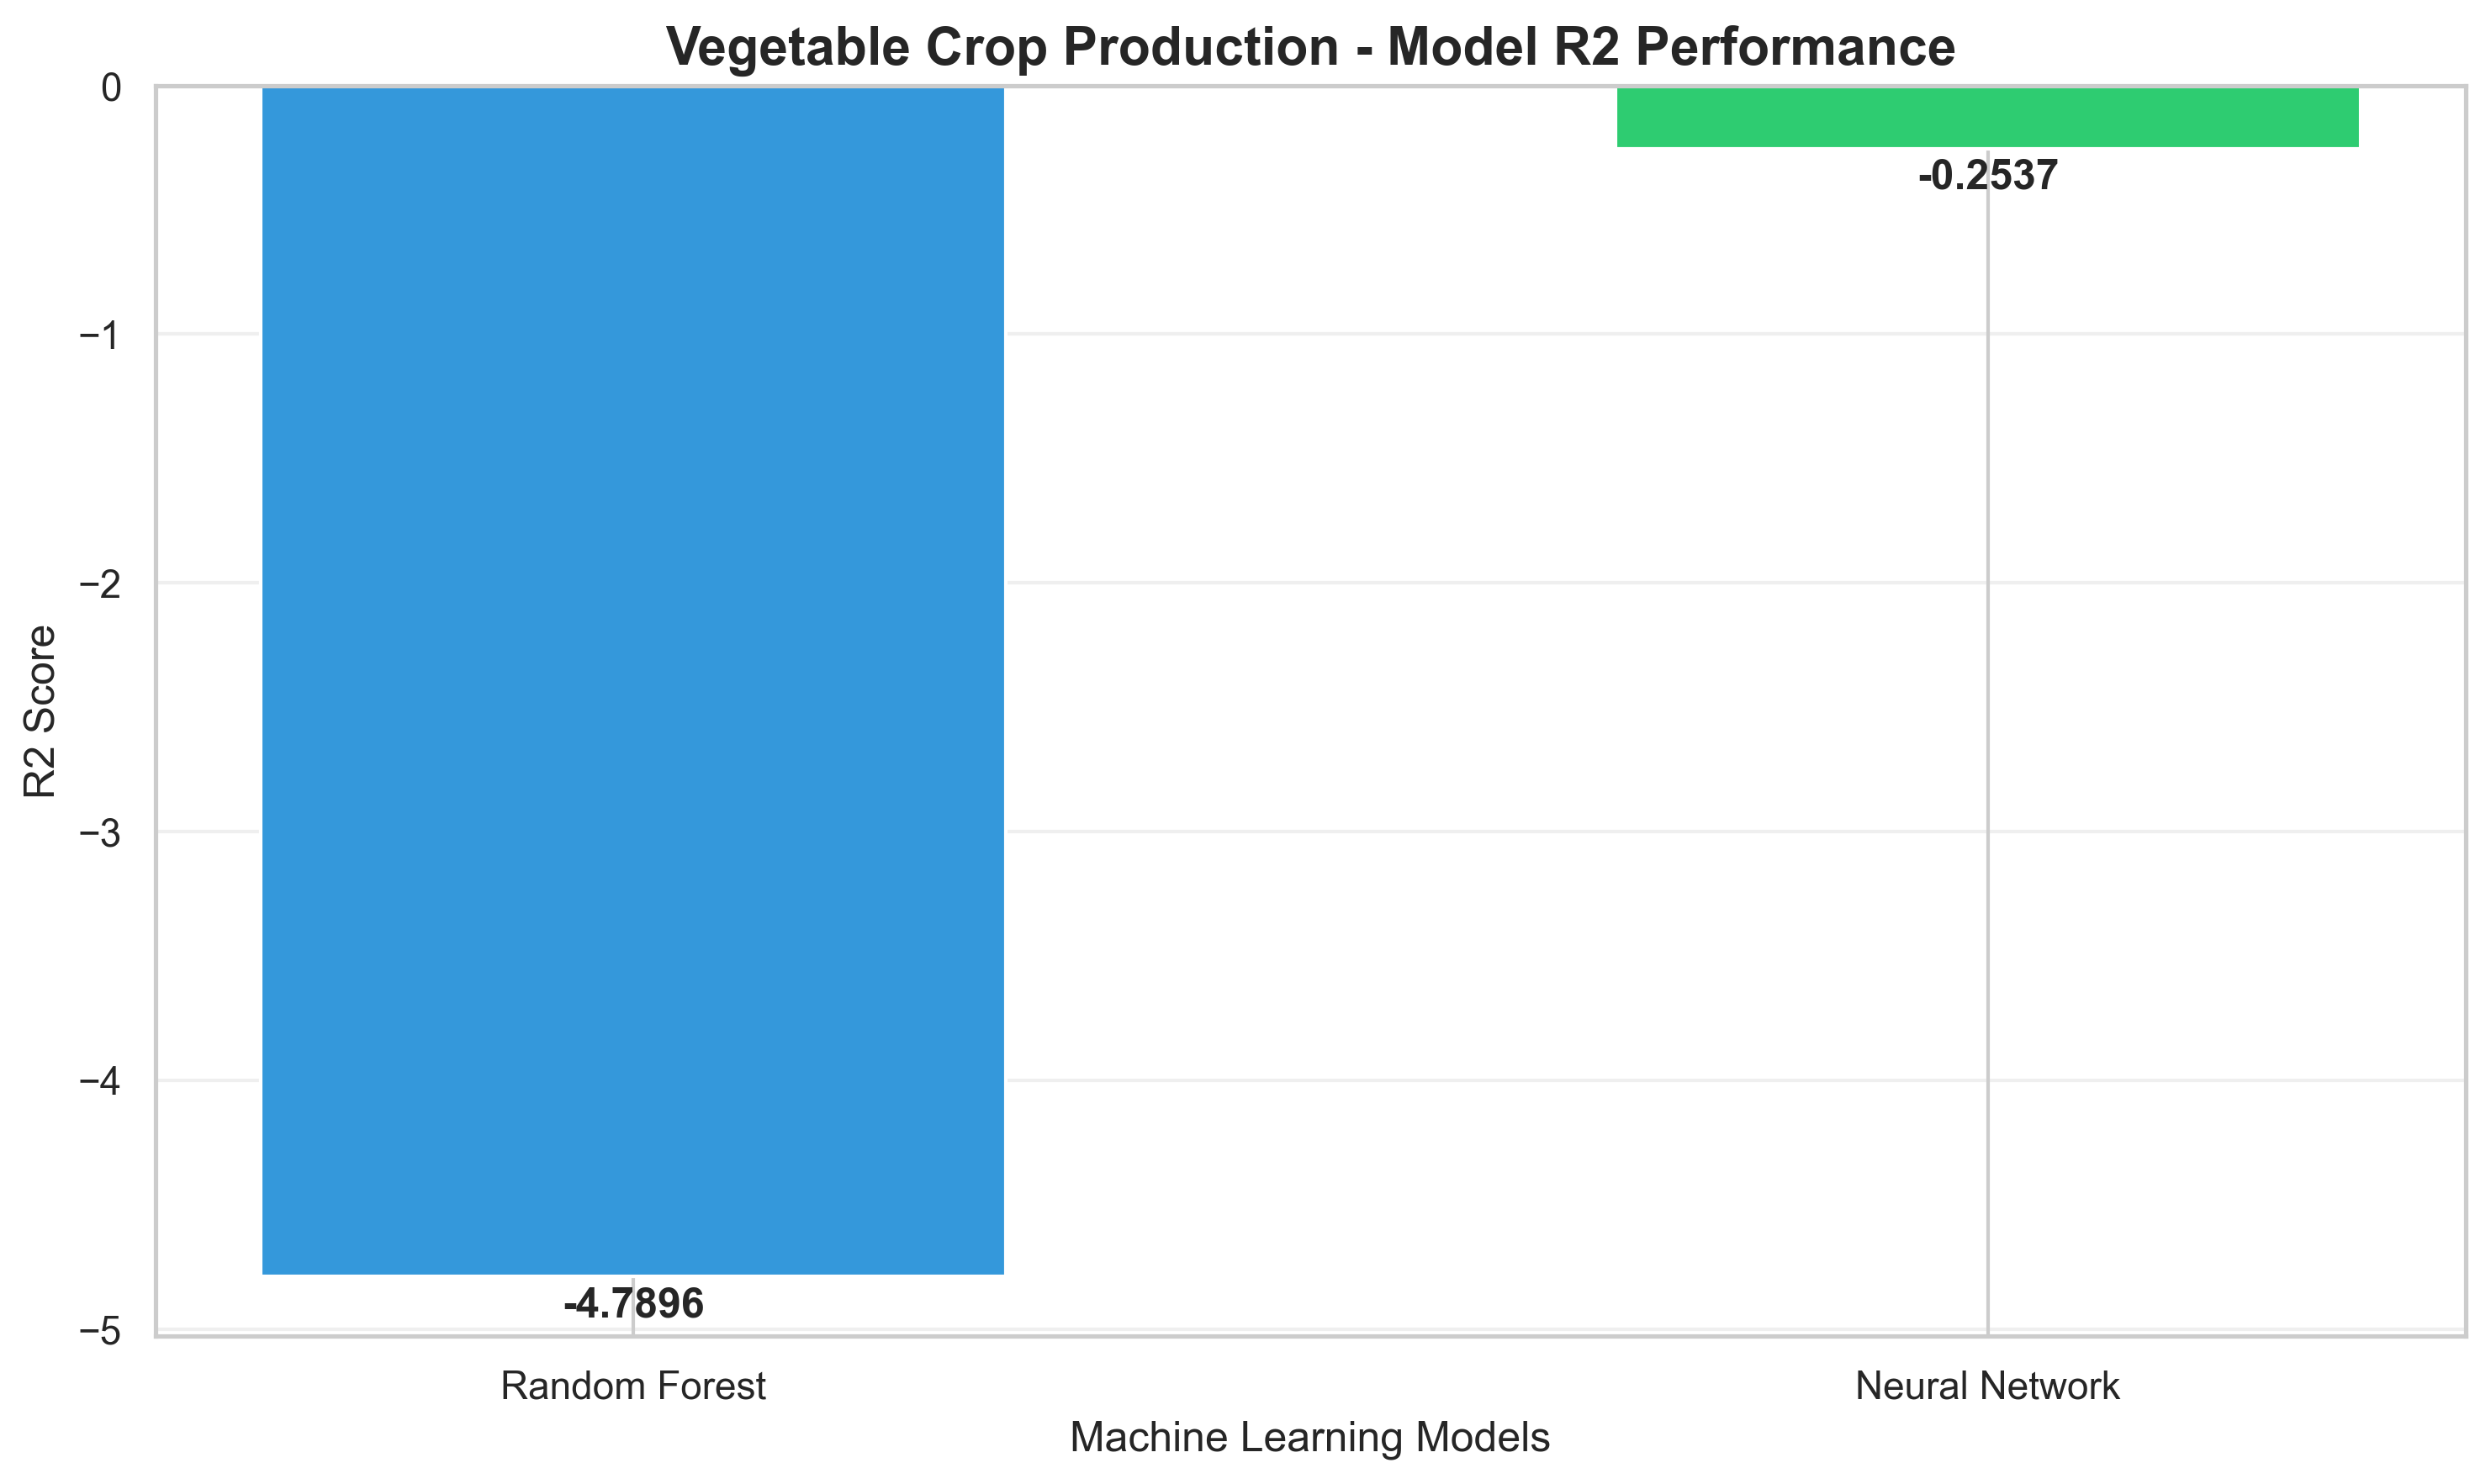 Vegetable Crop Production - Model R2 Performance
0
-0.2537
−1
−2
R2 Score
−3
−4
-4.7896
−5
Random Forest
Neural Network
Machine Learning Models